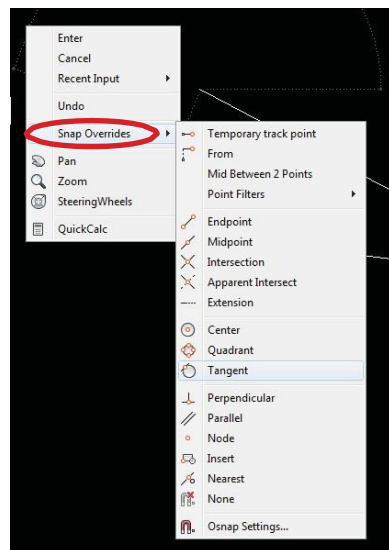 Enter
Cancel
Recent Input
Undo
Snap Overrides
Pan
Zoom
SteeringWheels
QuickCalc
Temporary track point
From
Mid Between 2 Points
Point Filters
Endpoint
Midpoint
Intersection
Apparent Intersect
Extension
Center
Quadrant
Tangent
Perpendicular
Parallel
Node
Insert
Nearest
None
Osnap Settings...